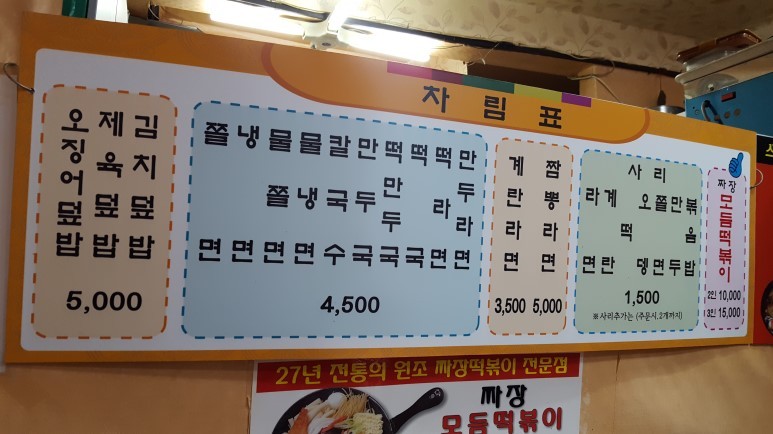 차림표
오징어덮밥
제육덮밥
김치덮밥
5,000
쫄면
냉면
물쫄면
물냉면
칼국수
만두국
떡만두국
떡국
떡라면
만두라면
4,500
계란라면
3,500
짬뽕라면
5,000
사리
라면
계란
떡
오뎅
쫄면
만두
볶음밥
1,500
※사리추가는 (주문시,2개까지)
짜장
모듬떡볶이
2인 10,000
3인 15,000
27년 전통의 원조 짜장떡볶이 전문점
짜장
모듬떡볶이